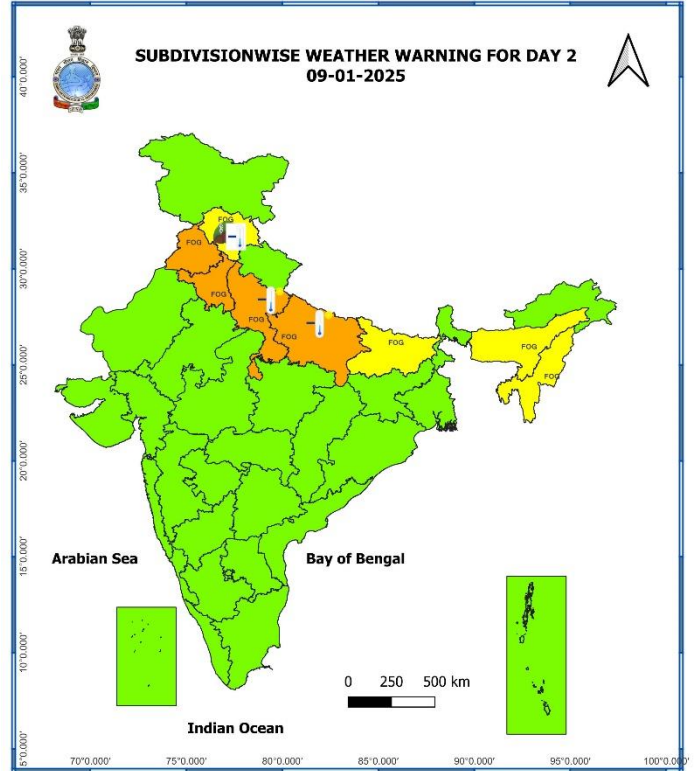 SUBDIVISIONWISE WEATHER WARNING FOR DAY 2
09-01-2025
40°0.000'
35°0.000'
30°0.000'
25°0.000'
20°0.000'
15°0.000'
10°0.000'
5°0.000'
FOG
FOG
FOG
FOG
FOG
FOG
FOG
FOG
Arabian Sea
Bay of Bengal
0 250 500 km
Indian Ocean
70°0.000' 75°0.000' 80°0.000' 85°0.000' 90°0.000' 95°0.000' 100°0.000'